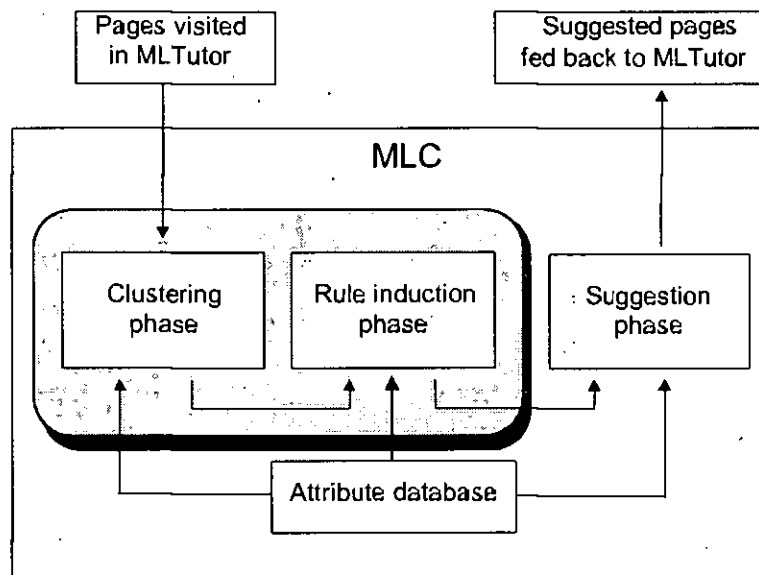 Pages visited
in MLTutor
Suggested pages
fed back to MLTutor
MLC
Clustering
phase
Rule induction
phase
Suggestion
phase
Attribute database